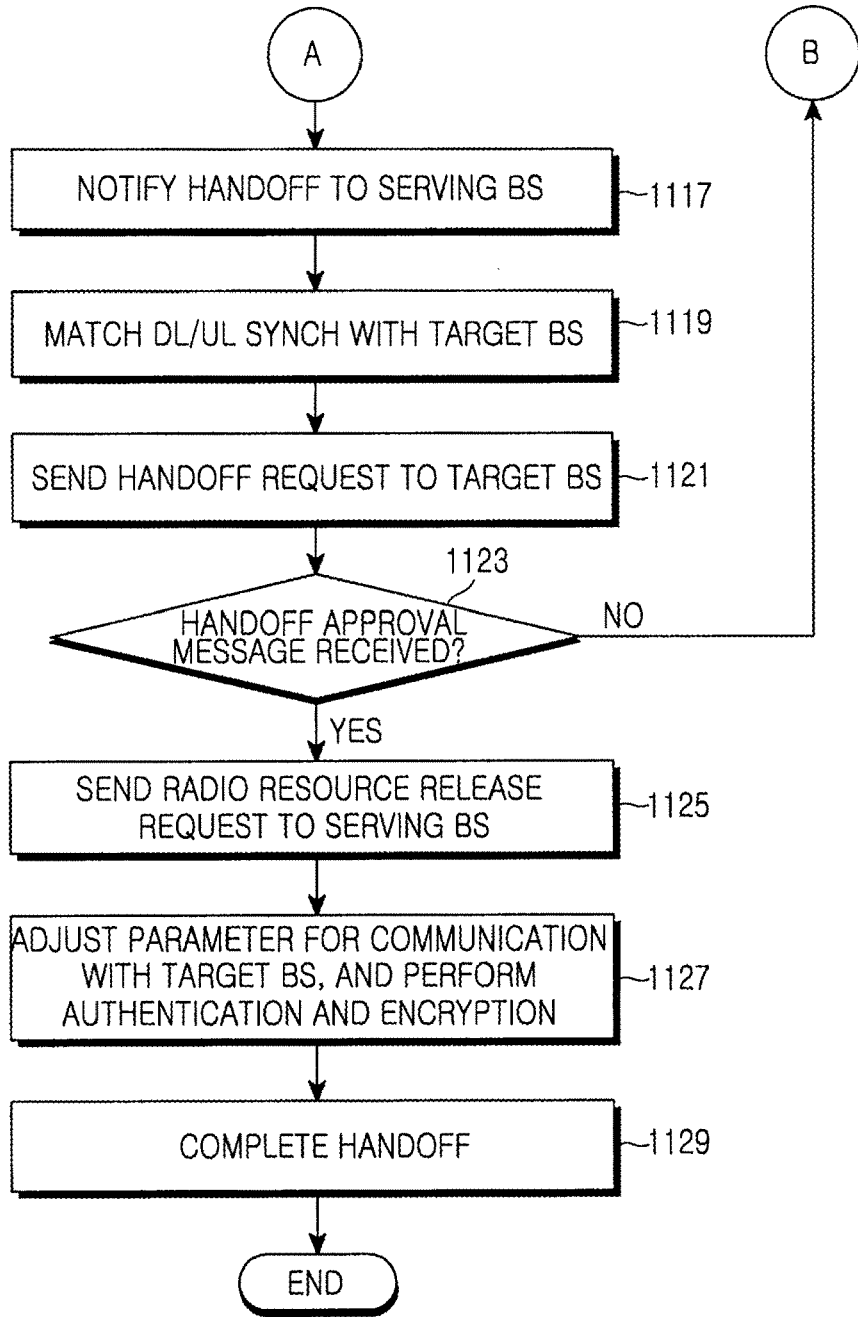 A
B
NOTIFY HANDOFF TO SERVING BS
1117
MATCH DL/UL SYNCH WITH TARGET BS
1119
SEND HANDOFF REQUEST TO TARGET BS
1121
1123
HANDOFF APPROVAL
MESSAGE RECEIVED?
NO
YES
SEND RADIO RESOURCE RELEASE
REQUEST TO SERVING BS
1125
ADJUST PARAMETER FOR COMMUNICATION
WITH TARGET BS, AND PERFORM
AUTHENTICATION AND ENCRYPTION
1127
COMPLETE HANDOFF
1129
END